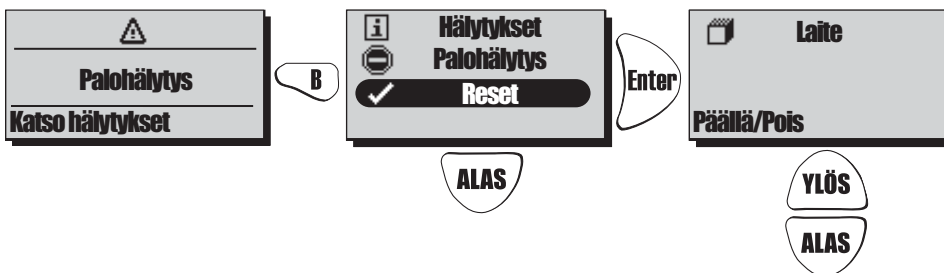 Palohälytys
Katso hälytykset
B
i Hälytykset
Palohälytys
Reset
ALAS
Enter
Laite
Päällä/Pois
YLÖS
ALAS